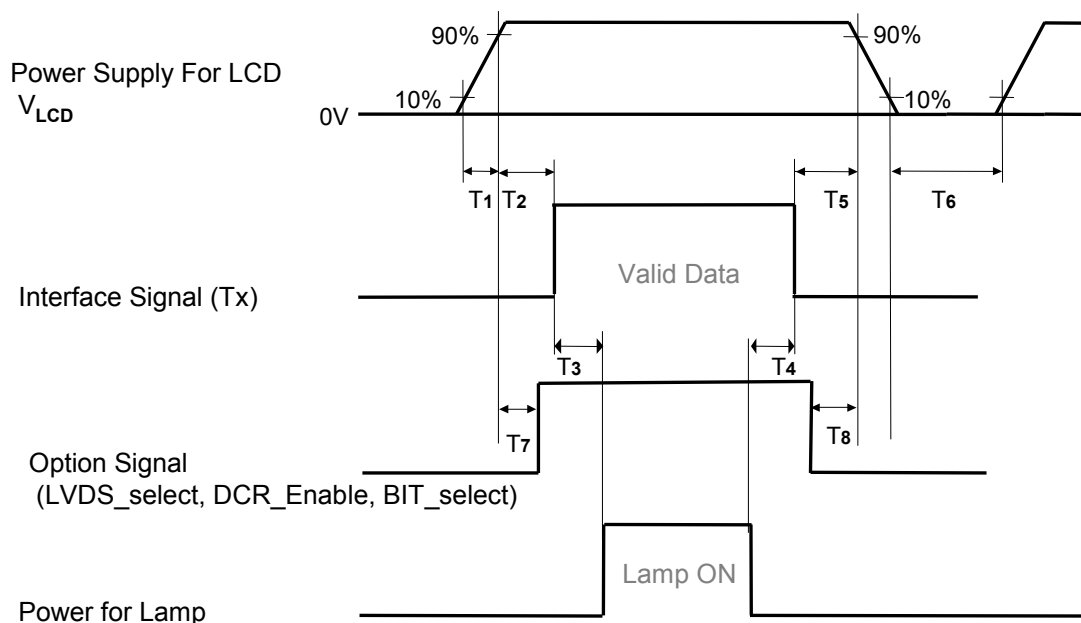 90%
90%
Power Supply For LCD
VLCD
10%
10%
0V
T1 T2 T5 T6
Valid Data
Interface Signal (Tx)
T3 T4
T7 T8
Option Signal
(LVDS_select, DCR_Enable, BIT_select)
Lamp ON
Power for Lamp